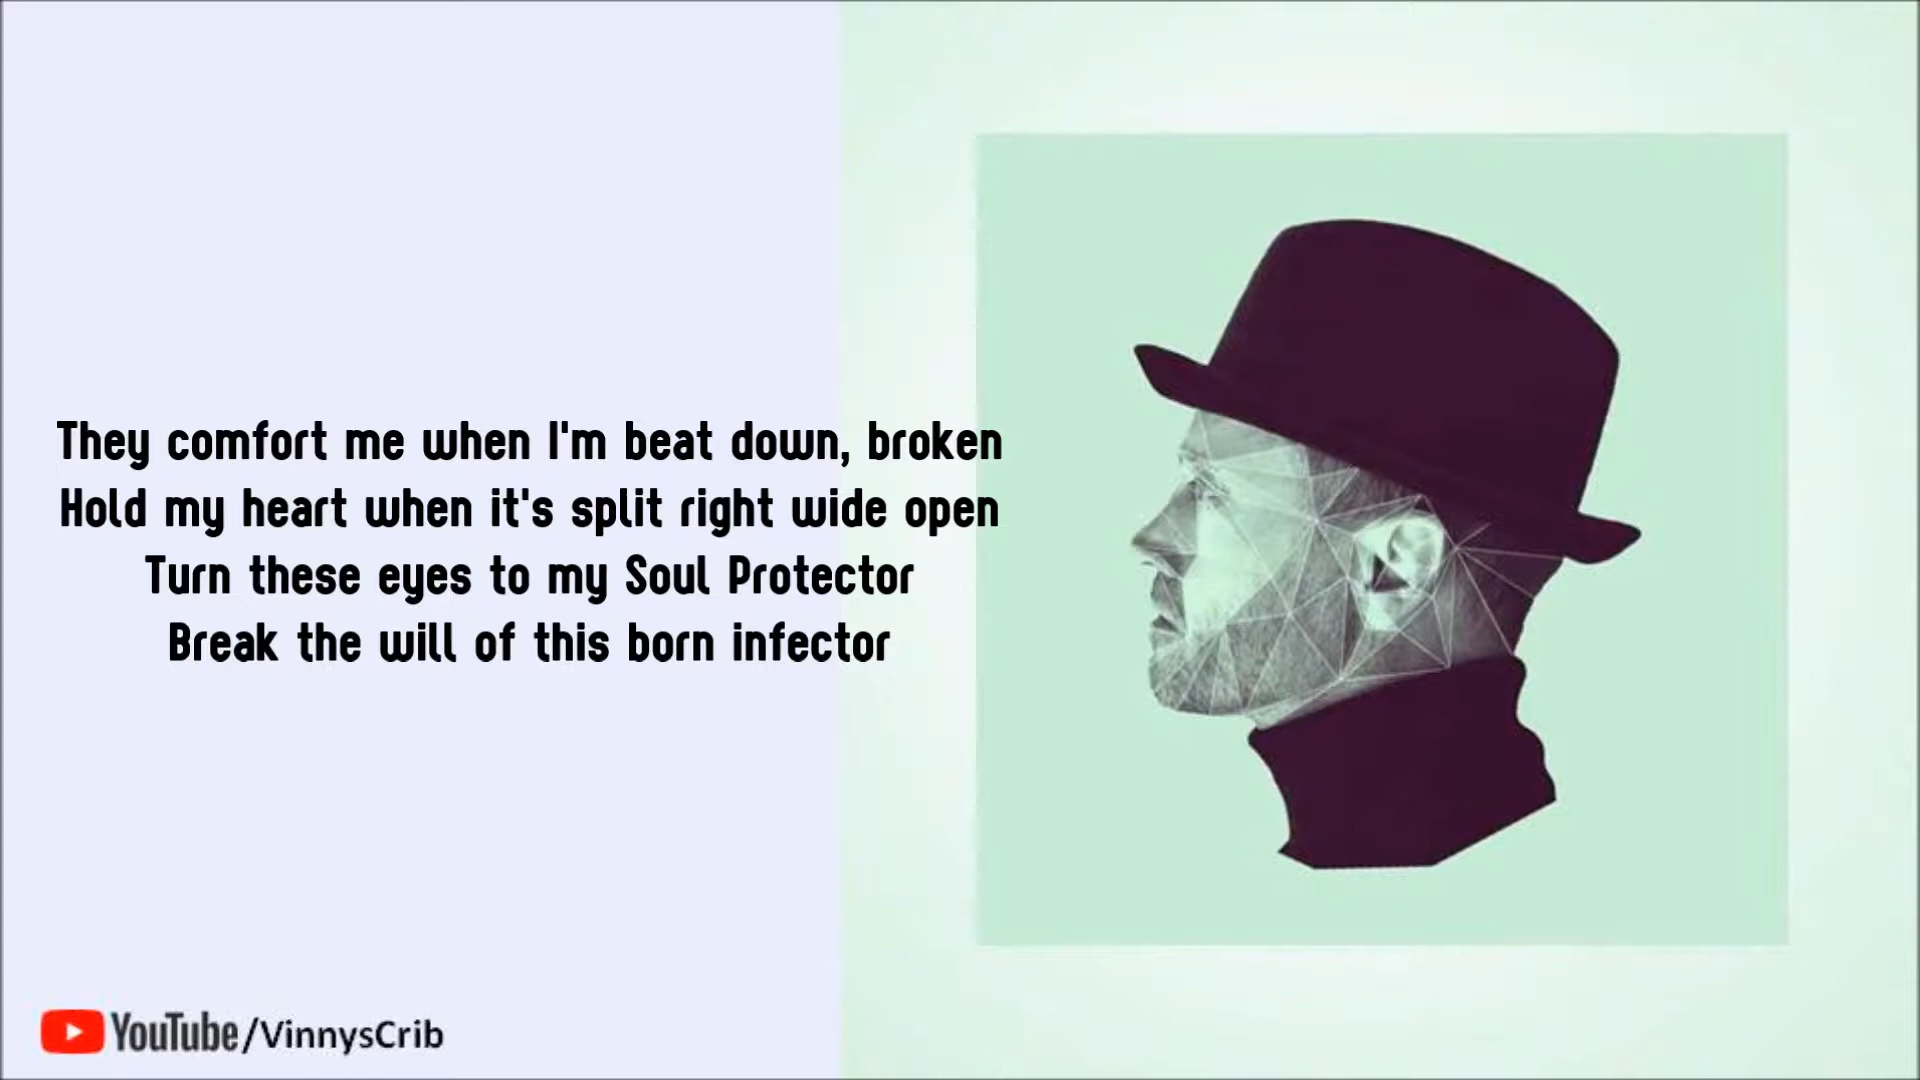 They comfort me when I'm beat down, broken
Hold my heart when it's split right wide open
Turn these eyes to my Soul Protector
Break the will of this born infector
YouTube/VinnysCrib